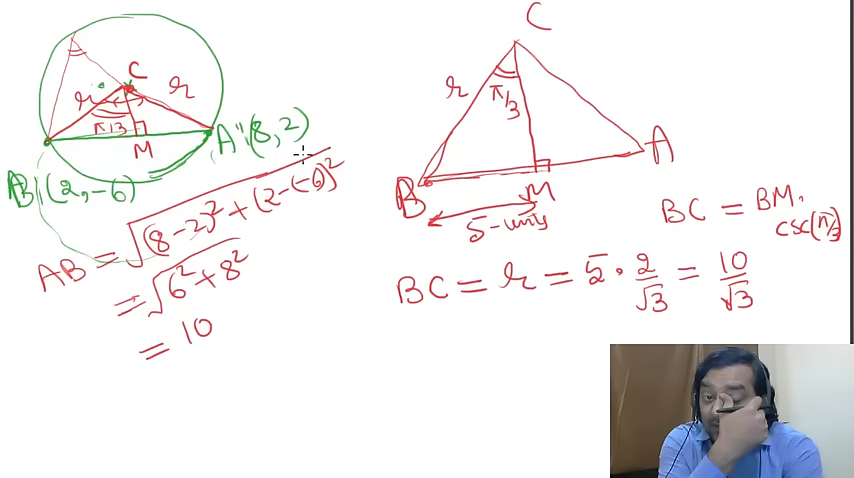 C
r
r
π/3
M
A:(8, 2)
B:(2, -6)
AB = √((8-2)² + (2-(-6))²)
= √(6² + 8²)
= 10
C
r
π/3
B
M
A
5-units
BC = BM.
csc(π/3)
BC = r = 5 · 2/√3 = 10/√3